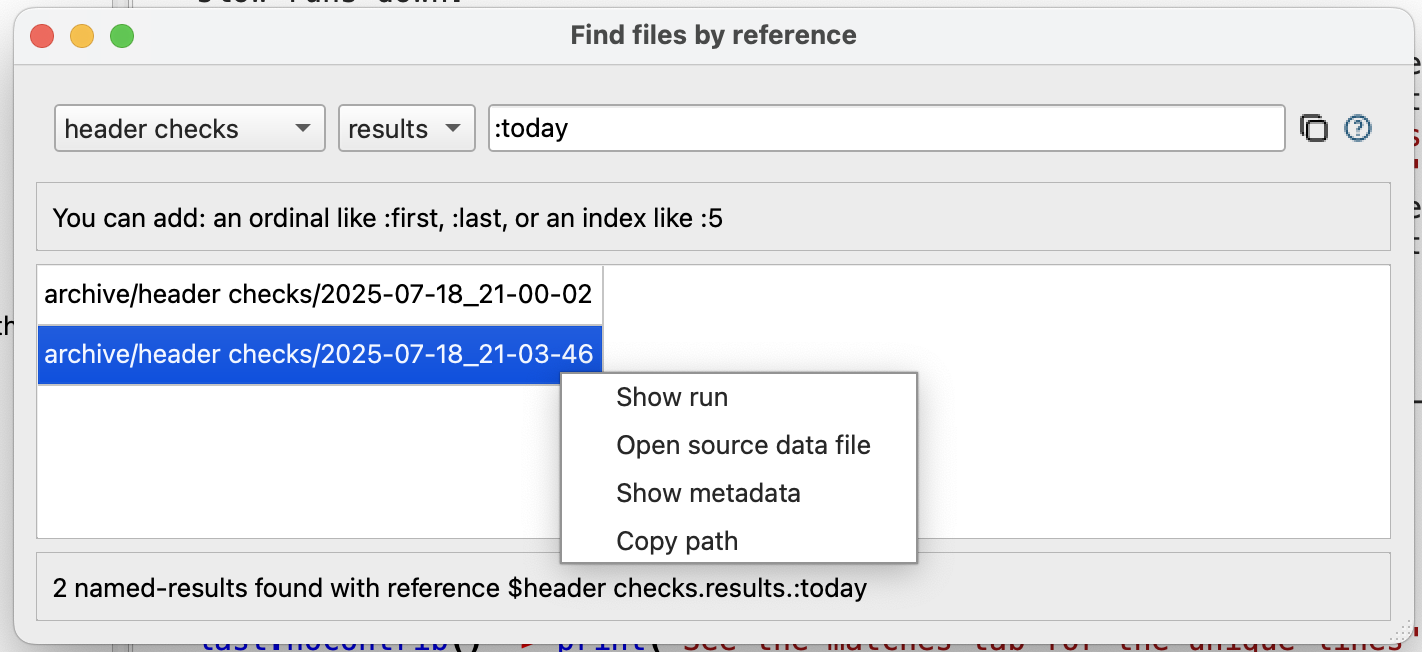 Find files by reference
header checks results :today
You can add: an ordinal like :first, :last, or an index like :5
archive/header checks/2025-07-18_21-00-02
archive/header checks/2025-07-18_21-03-46
Show run
Open source data file
Show metadata
Copy path
2 named-results found with reference $header checks.results.:today